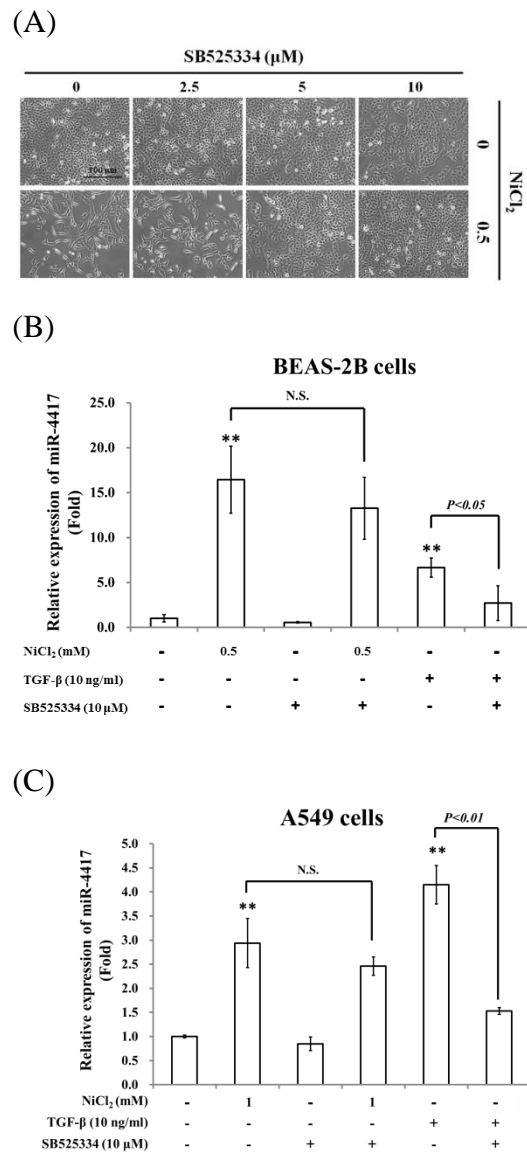 (A)
SB525334 (μM)
0 2.5 5 10
100 μm
0
0.5
NiCl2
(B)
BEAS-2B cells
Relative expression of miR-4417
(Fold)
25.0
20.0
15.0
10.0
5.0
0.0
**
N.S.
**
P<0.05
NiCl2 (mM) - 0.5 - 0.5 - -
TGF-β (10 ng/ml) - - - - + +
SB525334 (10 μM) - - + + - +
(C)
A549 cells
Relative expression of miR-4417
(Fold)
5.0
4.5
4.0
3.5
3.0
2.5
2.0
1.5
1.0
0.5
0.0
**
N.S.
**
P<0.01
NiCl2 (mM) - 1 - 1 - -
TGF-β (10 ng/ml) - - - - + +
SB525334 (10 μM) - - + + - +